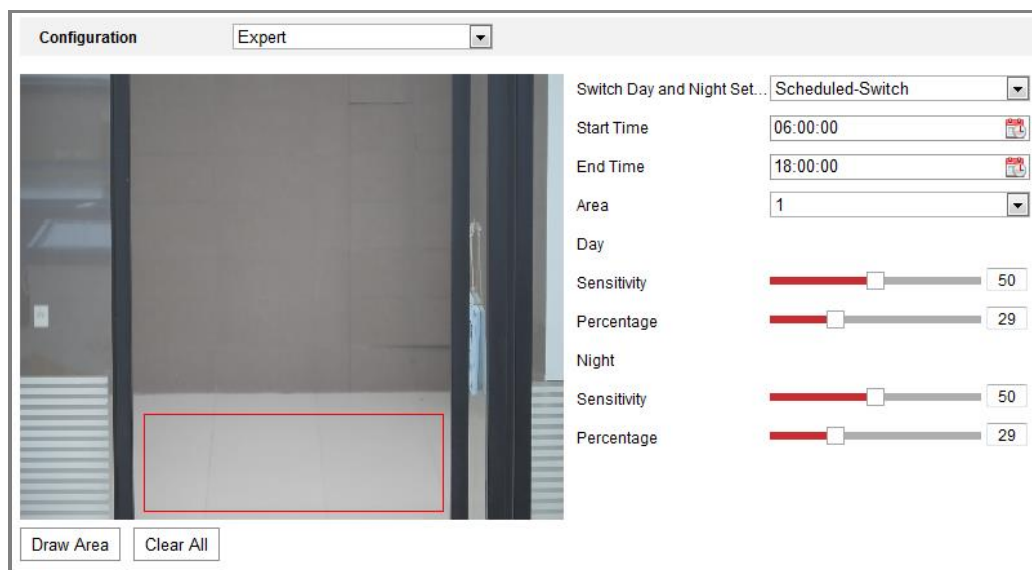 Configuration Expert
Switch Day and Night Set... Scheduled-Switch
Start Time 06:00:00
End Time 18:00:00
Area 1
Day
Sensitivity 50
Percentage 29
Night
Sensitivity 50
Percentage 29
Draw Area Clear All